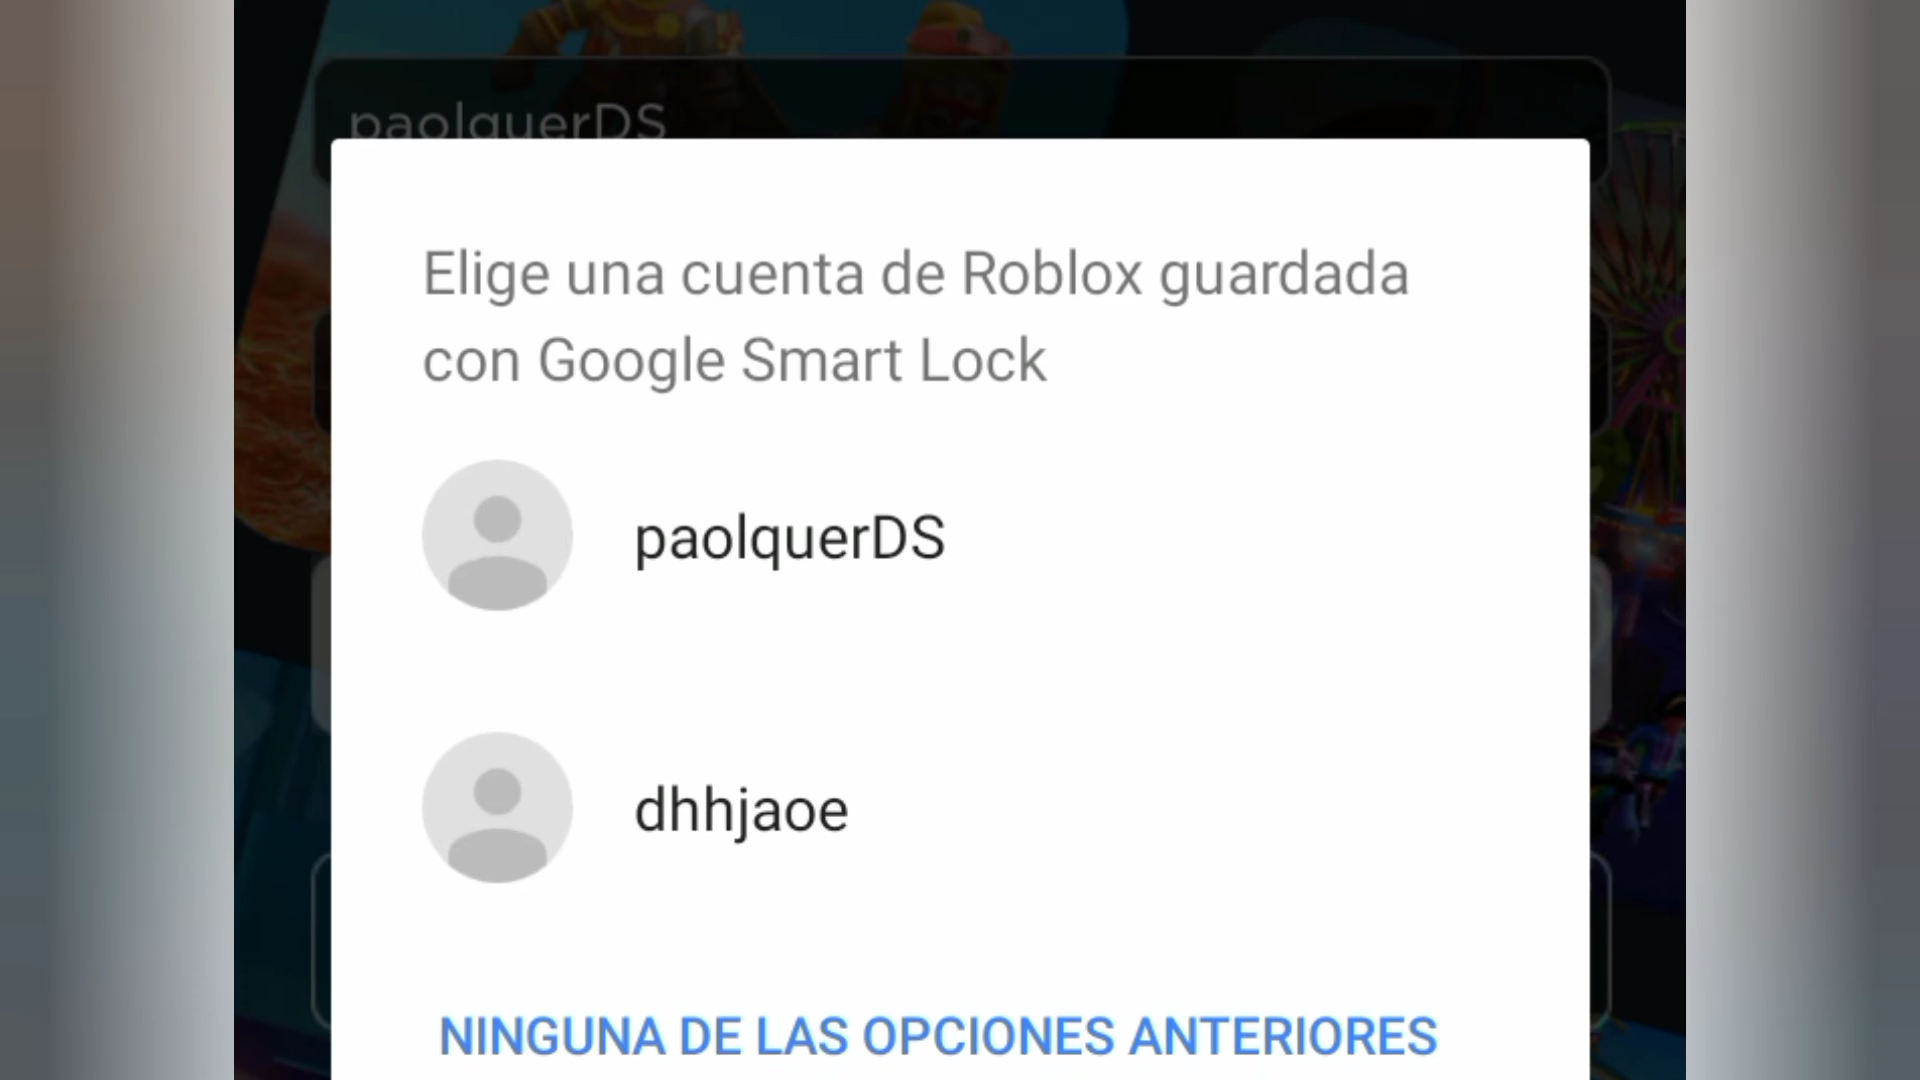 paolquerDS
Elige una cuenta de Roblox guardada
con Google Smart Lock
paolquerDS
dhhjaoe
NINGUNA DE LAS OPCIONES ANTERIORES